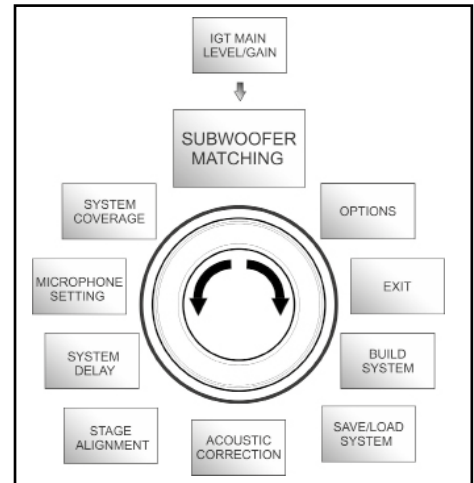 IGT MAIN
LEVEL/GAIN
SUBWOOFER
MATCHING
SYSTEM
COVERAGE
OPTIONS
MICROPHONE
SETTING
EXIT
SYSTEM
DELAY
BUILD
SYSTEM
STAGE
ALIGNMENT
ACOUSTIC
CORRECTION
SAVE/LOAD
SYSTEM